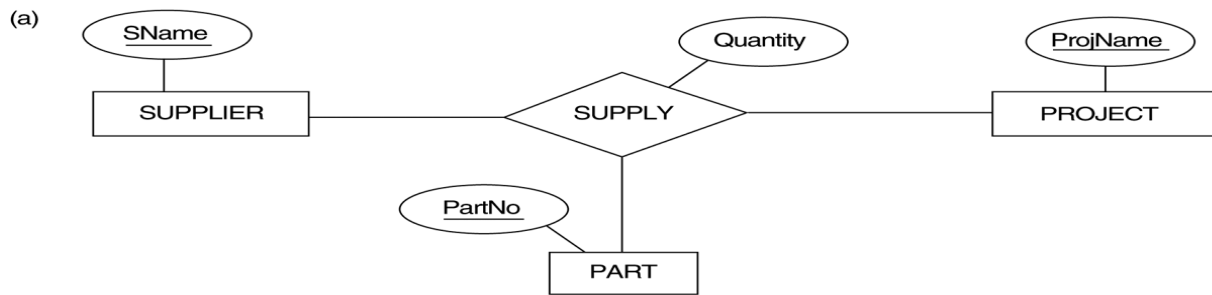 (a)
SName
Quantity
ProjName
SUPPLIER
SUPPLY
PROJECT
PartNo
PART